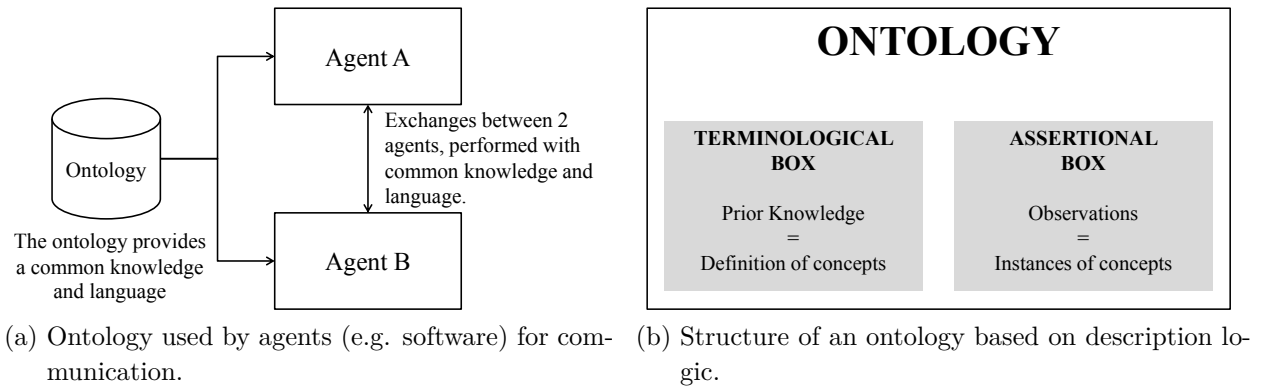 Agent A
Exchanges between 2
agents, performed with
common knowledge and
language.
Ontology
The ontology provides
a common knowledge
and language
Agent B
(a) Ontology used by agents (e.g. software) for com-
munication.
ONTOLOGY
TERMINOLOGICAL
BOX
Prior Knowledge
=
Definition of concepts
ASSERTIONAL
BOX
Observations
=
Instances of concepts
(b) Structure of an ontology based on description lo-
gic.